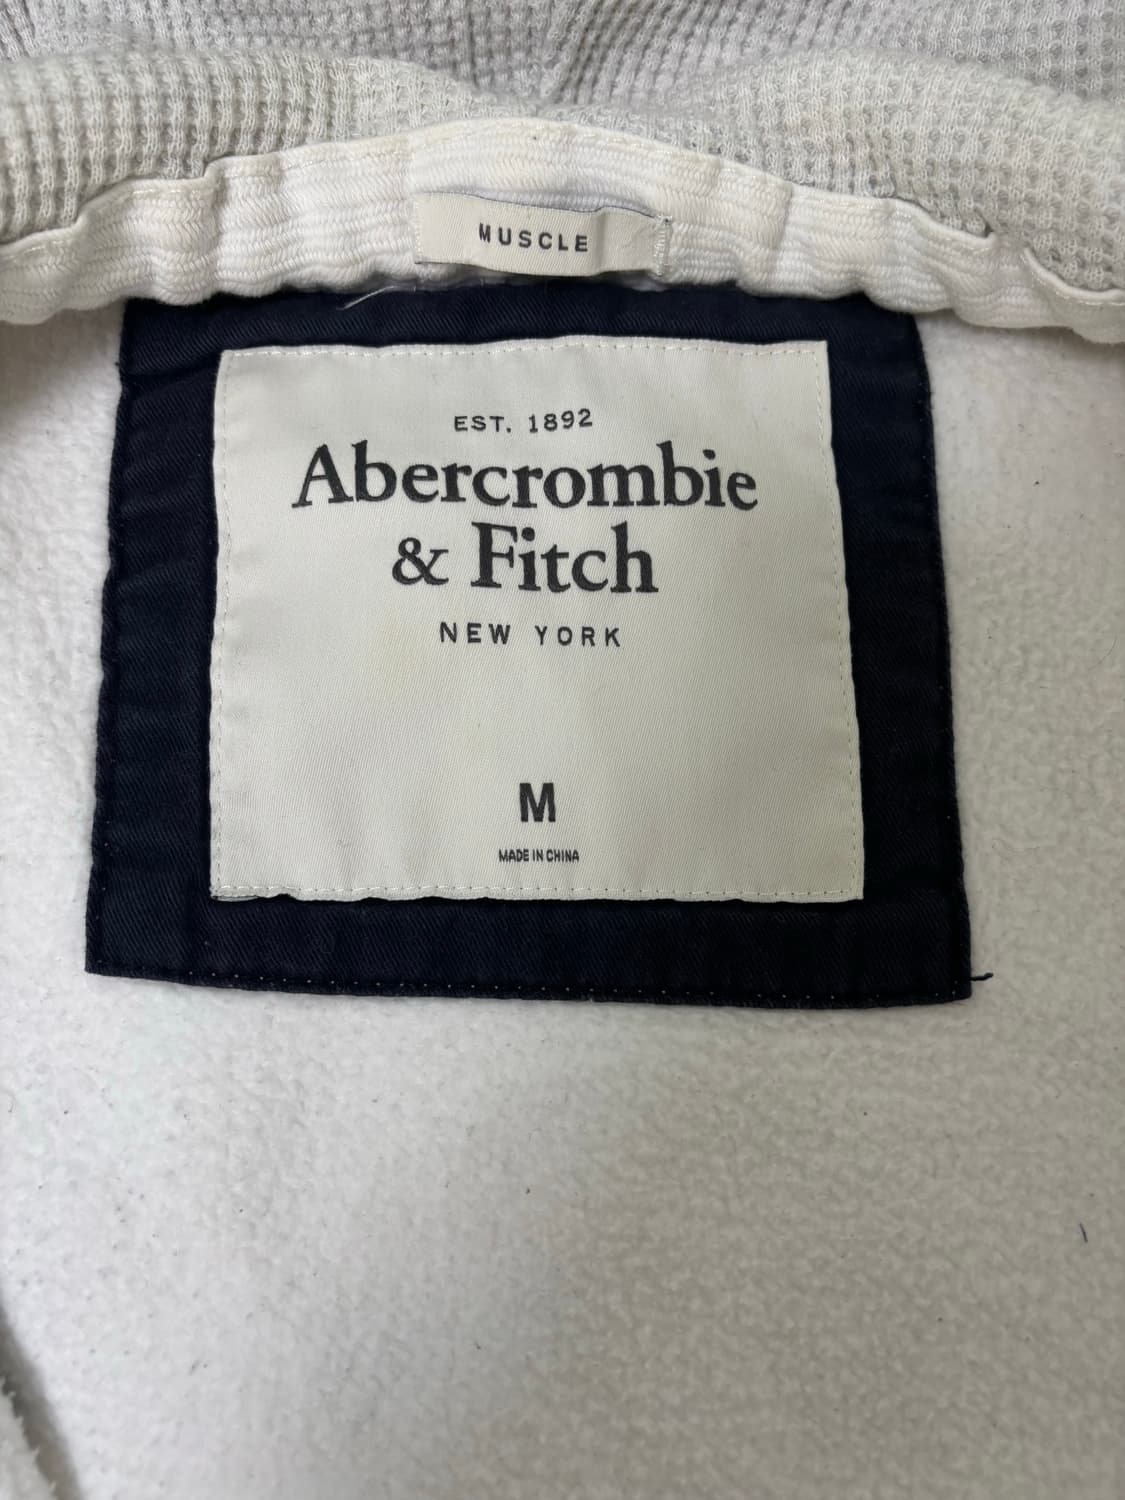 MUSCLE
EST. 1892
Abercrombie
& Fitch
NEW YORK
M
MADE IN CHINA